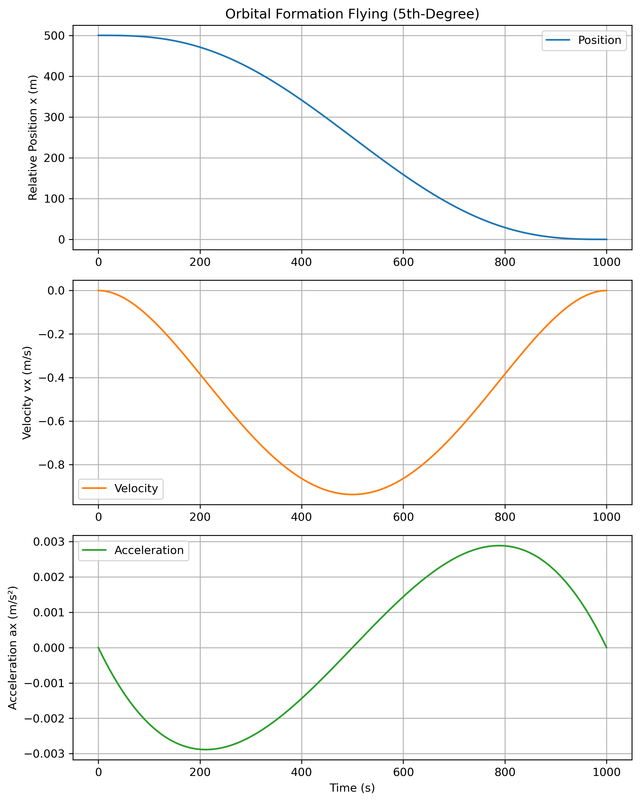 Orbital Formation Flying (5th-Degree)
500
400
300
200
100
0
Relative Position x (m)
Position
0 200 400 600 800 1000
0.0
−0.2
−0.4
−0.6
−0.8
Velocity vx (m/s)
Velocity
0 200 400 600 800 1000
0.003
0.002
0.001
0.000
−0.001
−0.002
−0.003
Acceleration ax (m/s²)
Acceleration
0 200 400 600 800 1000
Time (s)